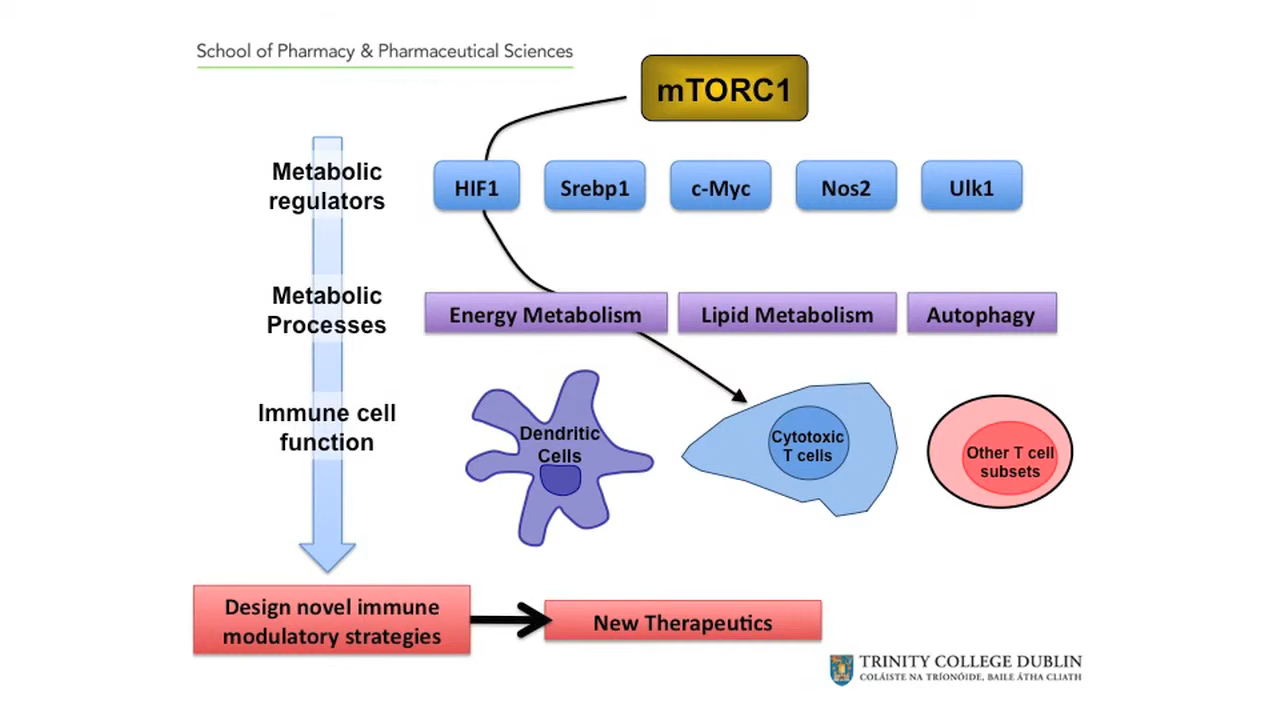 School of Pharmacy & Pharmaceutical Sciences
mTORC1
Metabolic
regulators
HIF1
Srebp1
c-Myc
Nos2
Ulk1
Metabolic
Processes
Energy Metabolism
Lipid Metabolism
Autophagy
Immune cell
function
Dendritic
Cells
Cytotoxic
T cells
Other T cell
subsets
Design novel immune
modulatory strategies
New Therapeutics
TRINITY COLLEGE DUBLIN
COLÁISTE NA TRÍONÓIDE, BAILE ÁTHA CLIATH